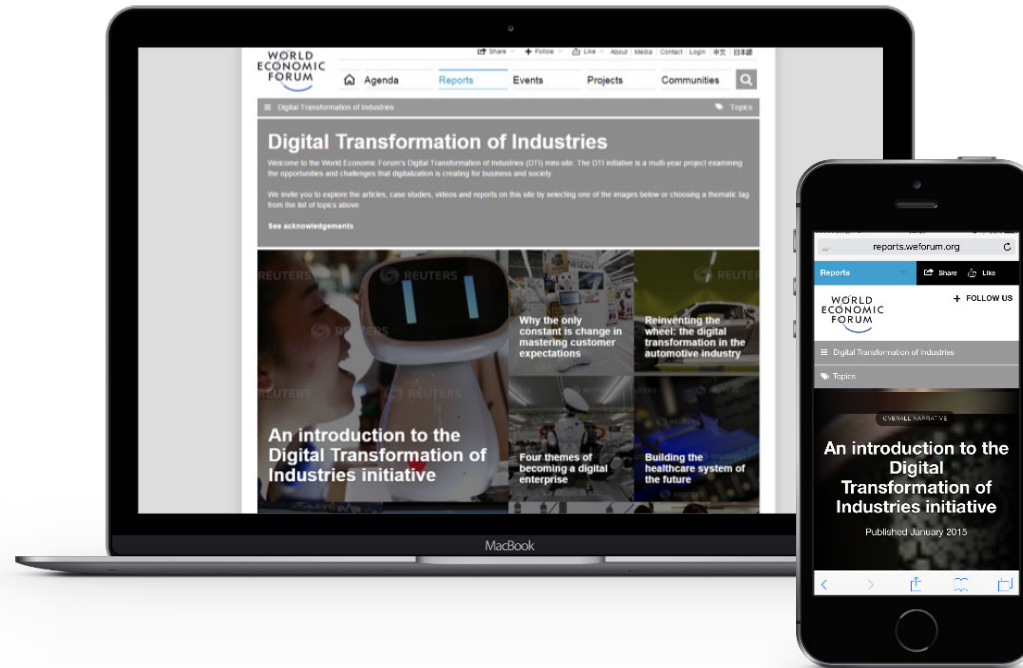 WORLD
ECONOMIC
FORUM
Share
Follow
Like
About
Media
Contact
Login
中文
日本語
Agenda
Reports
Events
Projects
Communities
Digital Transformation of Industries
Topics
Digital Transformation of Industries
Welcome to the World Economic Forum's Digital Transformation of Industries (DTI) mini-site. The DTI initiative is a multi-year project examining
the opportunities and challenges that digitalization is creating for business and society.
We invite you to explore the articles, case studies, videos and reports on this site by selecting one of the images below or choosing a thematic tag
from the list of topics above.
See acknowledgements
REUTERS
REUTERS
REUTERS
REUTERS
Why the only
constant is change in
mastering customer
expectations
Reinventing the
wheel: the digital
transformation in the
automotive industry
An introduction to the
Digital Transformation of
Industries initiative
Four themes of
becoming a digital
enterprise
Building the
healthcare system of
the future
MacBook
reports.weforum.org
Reports
Share
Like
WORLD
ECONOMIC
FORUM
+ FOLLOW US
Digital Transformation of Industries
Topics
OVERALL NARRATIVE
An introduction to the
Digital
Transformation of
Industries initiative
Published January 2015